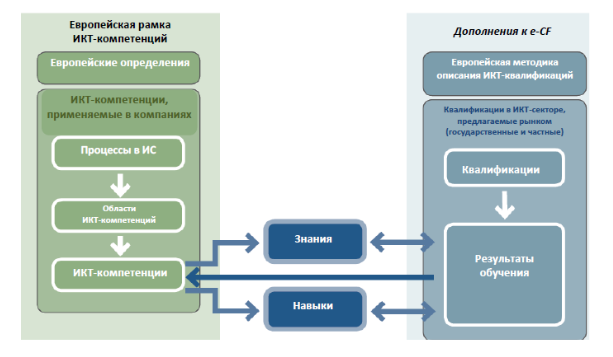 Европейская рамка
ИКТ-компетенций
Европейские определения
ИКТ-компетенции,
применяемые в компаниях
Процессы в ИС
Области
ИКТ-компетенций
ИКТ-компетенции
Знания
Навыки
Дополнения к e-CF
Европейская методика
описания ИКТ-квалификаций
Квалификации в ИКТ-секторе,
предлагаемые рынком
(государственные и частные)
Квалификации
Результаты
обучения